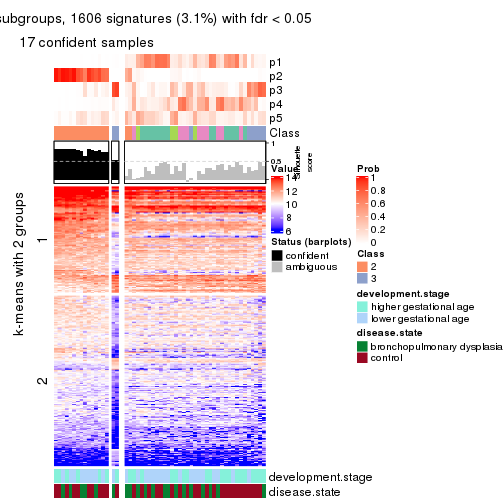 subgroups, 1606 signatures (3.1%) with fdr < 0.05
17 confident samples
p1
p2
p3
p4
p5
Class
1
0.5
0
silhouette
score
k-means with 2 groups
1
2
Value
14
12
10
8
6
Status (barplots)
confident
ambiguous
Prob
1
0.8
0.6
0.4
0.2
0
Class
2
3
development.stage
higher gestational age
lower gestational age
disease.state
bronchopulmonary dysplasia
control
development.stage
disease.state